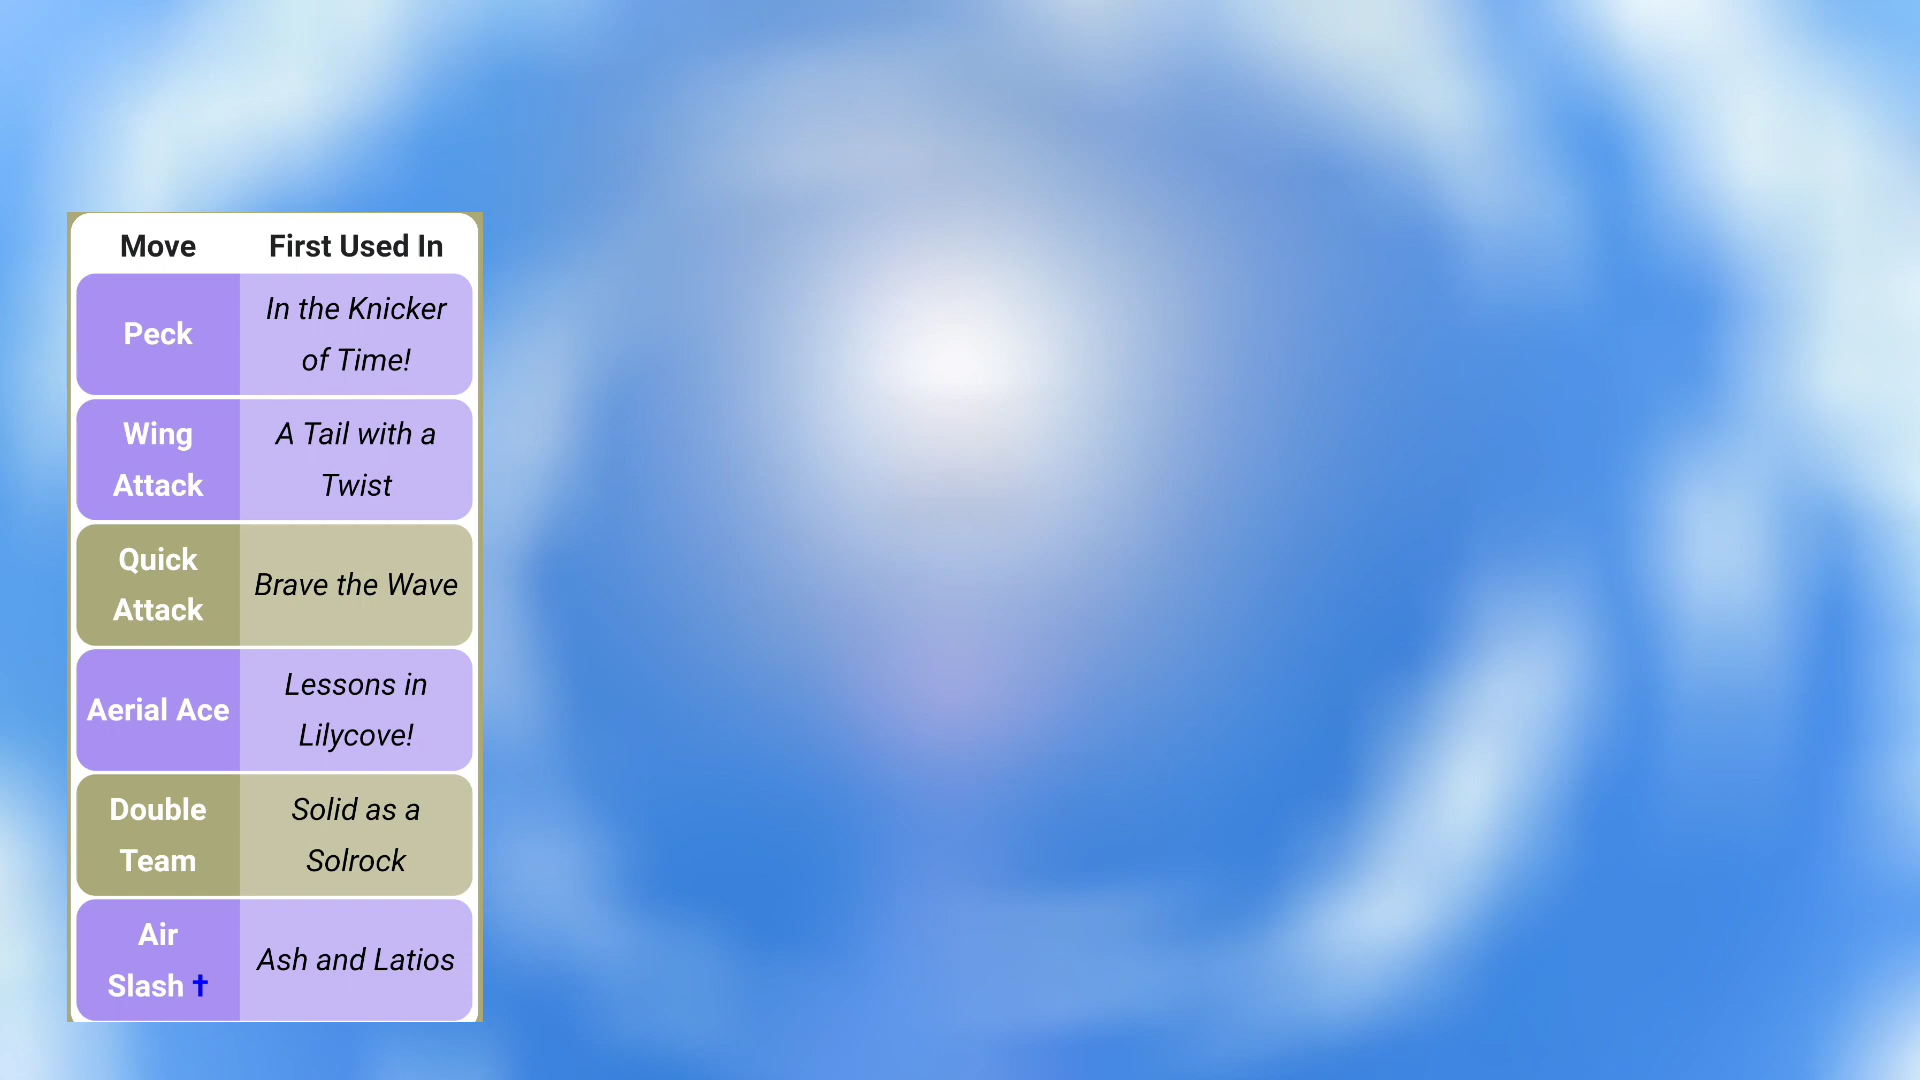 Move First Used In
Peck
In the Knicker
of Time!
Wing
Attack
A Tail with a
Twist
Quick
Attack
Brave the Wave
Aerial Ace
Lessons in
Lilycove!
Double
Team
Solid as a
Solrock
Air
Slash †
Ash and Latios